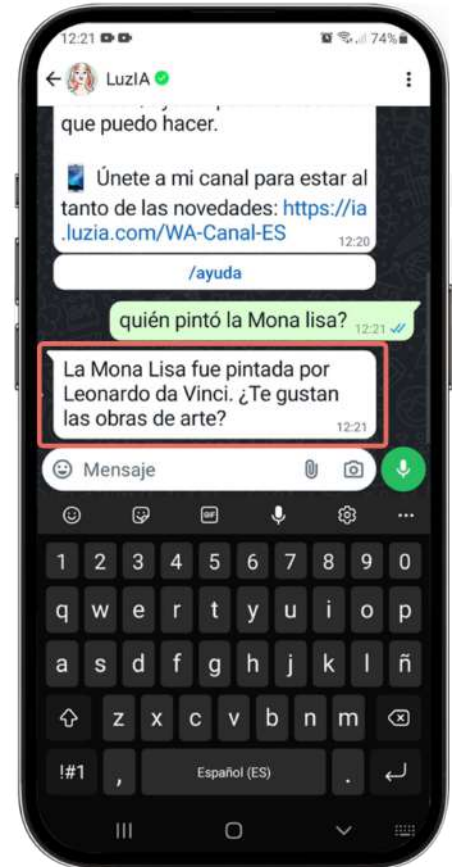 12:21 74%
LuzIA
que puedo hacer.
Únete a mi canal para estar al
tanto de las novedades: https://ia
.luzia.com/WA-Canal-ES 12:20
/ayuda
quién pintó la Mona lisa? 12:21
La Mona Lisa fue pintada por
Leonardo da Vinci. ¿Te gustan
las obras de arte? 12:21
Mensaje
GIF
1 2 3 4 5 6 7 8 9 0
q w e r t y u i o p
a s d f g h j k l ñ
z x c v b n m
!#1 , Español (ES) .